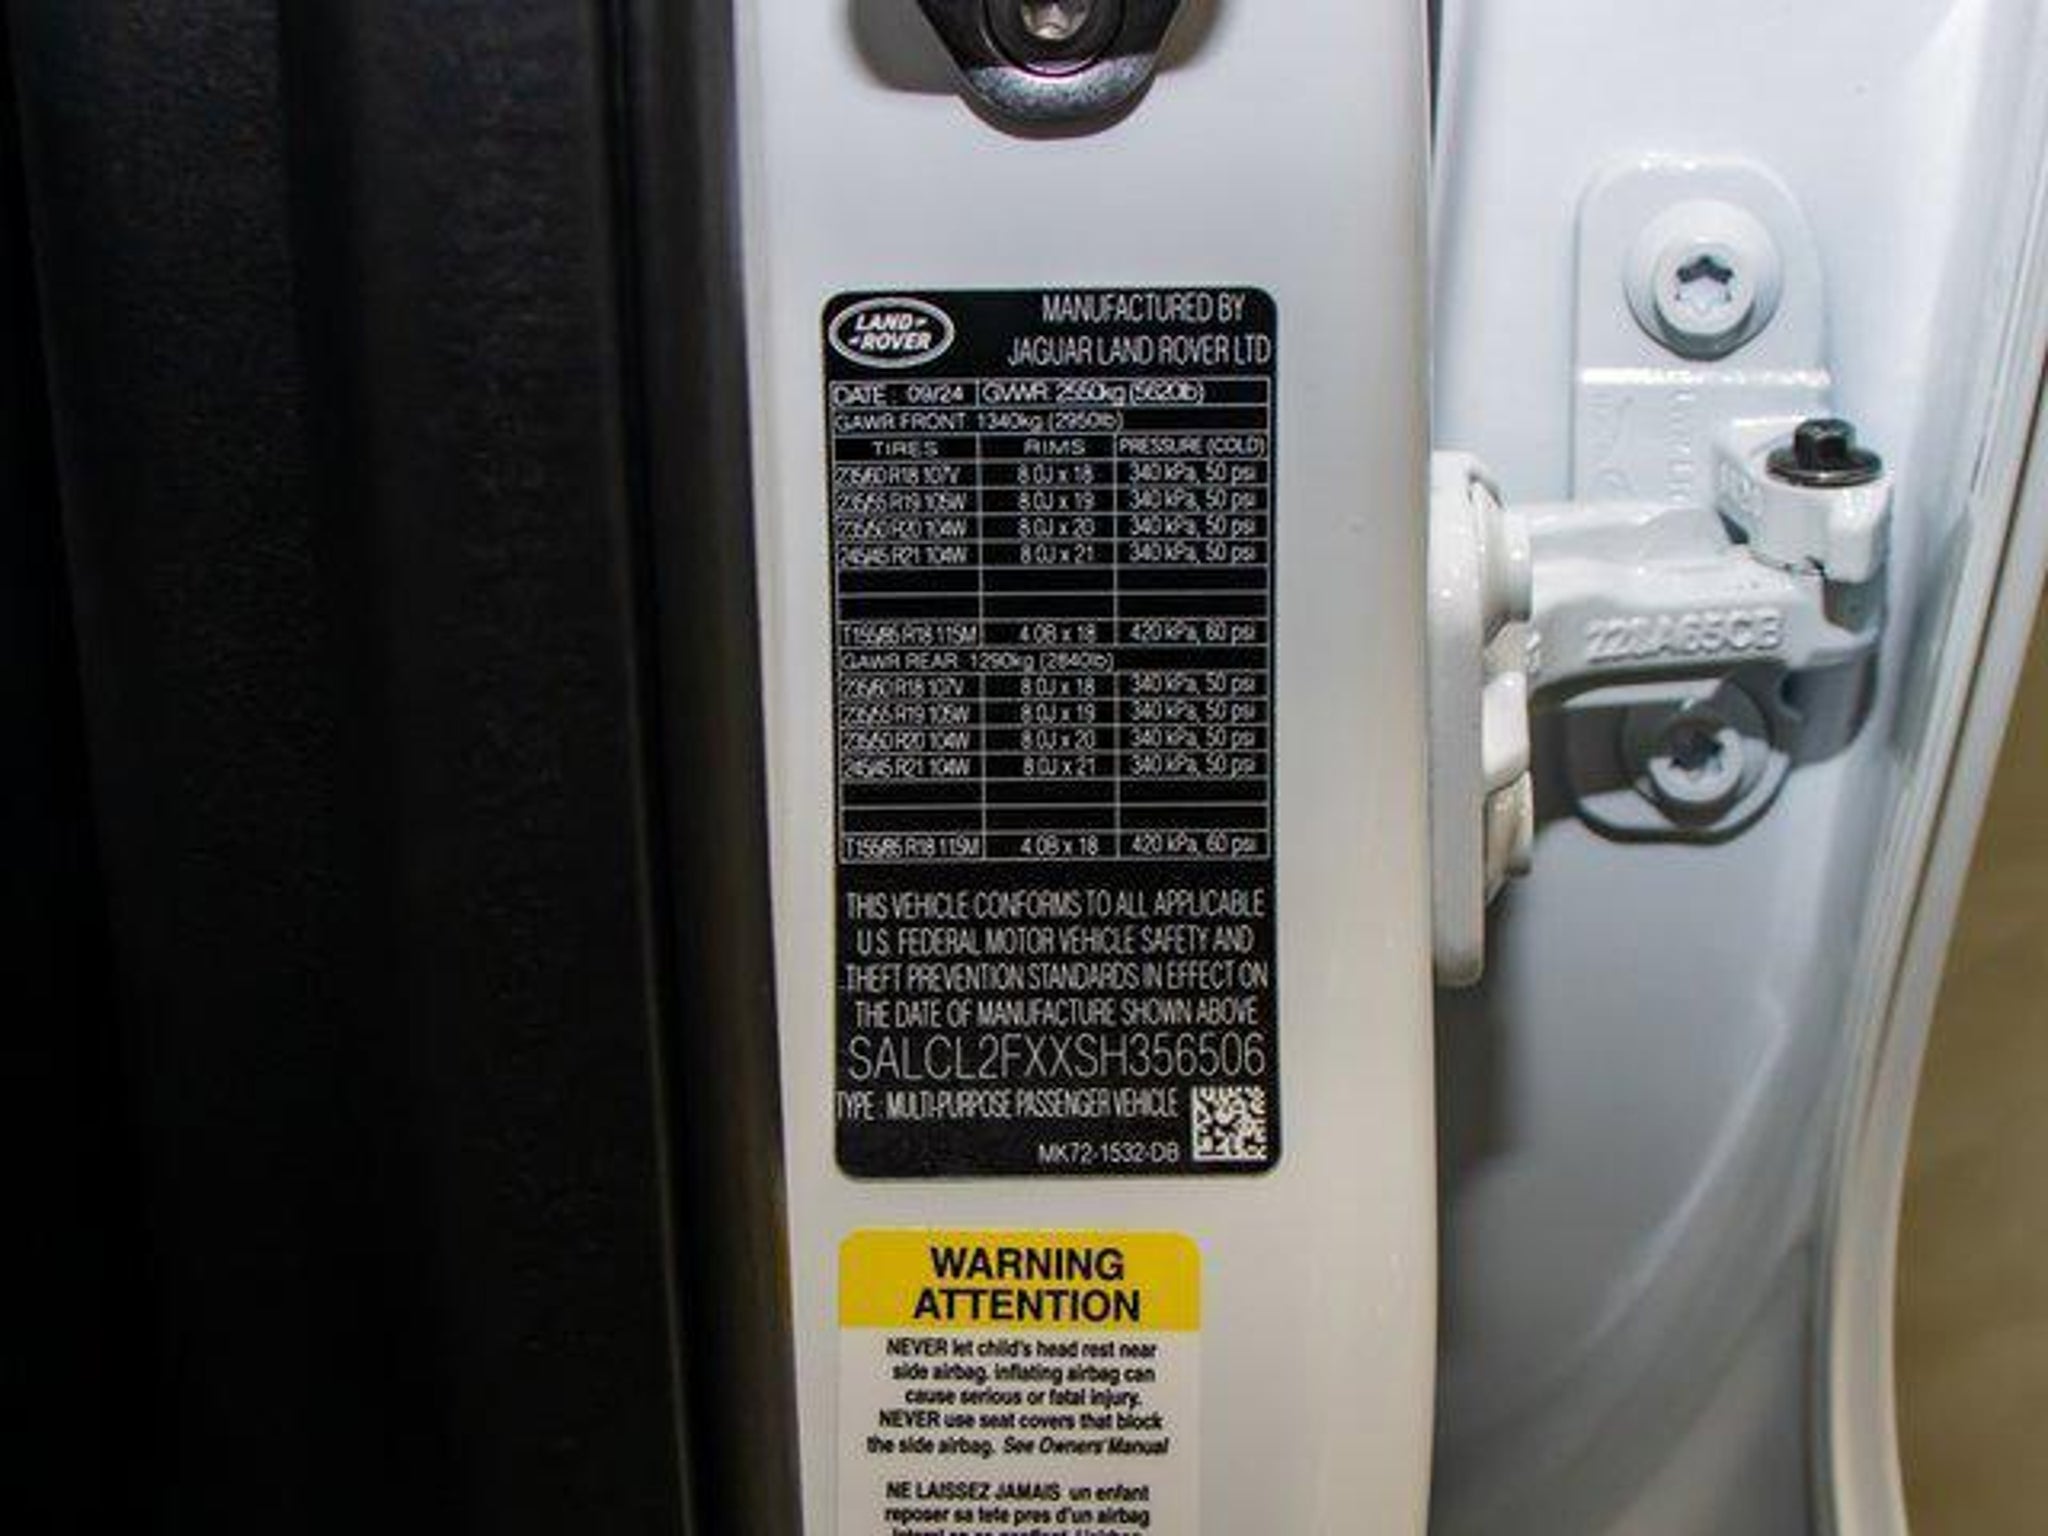 LAND ROVER
MANUFACTURED BY
JAGUAR LAND ROVER LTD
DATE : 09/24 GVWR 2550kg (5620lb)
GAWR FRONT 1340kg (2950lb)
TIRES RIMS PRESSURE (COLD)
235/60 R18 107V 8.0J x 18 340 kPa, 50 psi
235/55 R19 105W 8.0J x 19 340 kPa, 50 psi
235/50 R20 104W 8.0J x 20 340 kPa, 50 psi
245/45 R21 104W 8.0J x 21 340 kPa, 50 psi
T155/85 R18 115M 4.0B x 18 420 kPa, 60 psi
GAWR REAR 1290kg (2840lb)
235/60 R18 107V 8.0J x 18 340 kPa, 50 psi
235/55 R19 105W 8.0J x 19 340 kPa, 50 psi
235/50 R20 104W 8.0J x 20 340 kPa, 50 psi
245/45 R21 104W 8.0J x 21 340 kPa, 50 psi
T155/85 R18 115M 4.0B x 18 420 kPa, 60 psi
THIS VEHICLE CONFORMS TO ALL APPLICABLE
U.S. FEDERAL MOTOR VEHICLE SAFETY AND
THEFT PREVENTION STANDARDS IN EFFECT ON
THE DATE OF MANUFACTURE SHOWN ABOVE
SALCL2FXXSH356506
TYPE : MULTI-PURPOSE PASSENGER VEHICLE
MK72-1532-DB
WARNING
ATTENTION
NEVER let child's head rest near
side airbag, inflating airbag can
cause serious or fatal injury.
NEVER use seat covers that block
the side airbag. See Owners' Manual
NE LAISSEZ JAMAIS un enfant
reposer sa tete pres d'un airbag